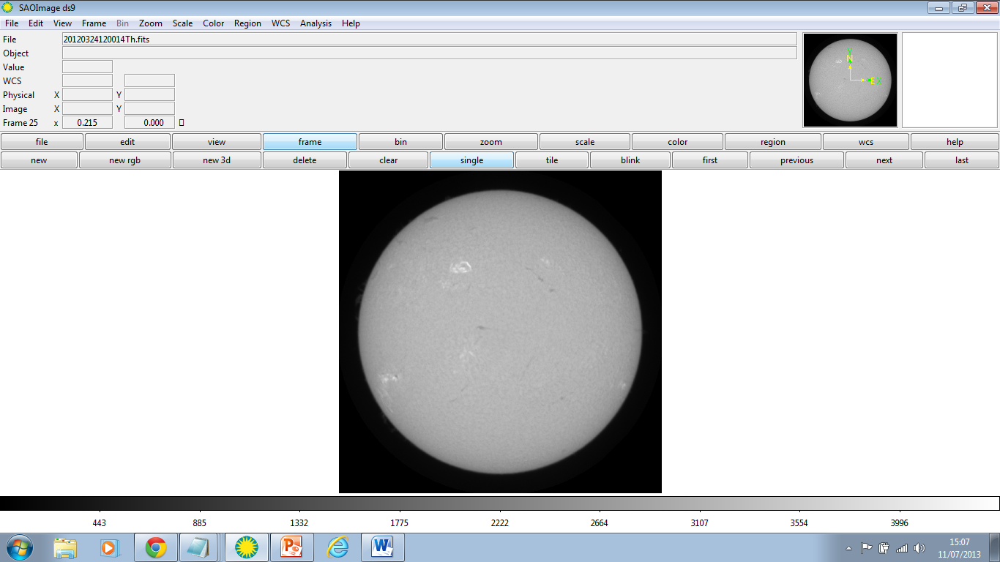 SAOImage ds9
File Edit View Frame Bin Zoom Scale Color Region WCS Analysis Help
File 20120324120014Th.fits
Object
Value
WCS
Physical X Y
Image X Y
Frame 25 x 0.215 0.000
N
E X
file edit view frame bin zoom scale color region wcs help
new new rgb new 3d delete clear single tile blink first previous next last
443 885 1332 1775 2222 2664 3107 3554 3996
15:07
11/07/2013